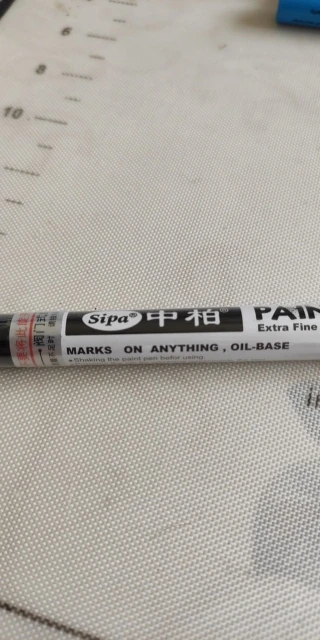 6
8
10
Sipa® 中柏® PAIN
Extra Fine
MARKS ON ANYTHING , OIL-BASE
• Shaking the paint pen befor using